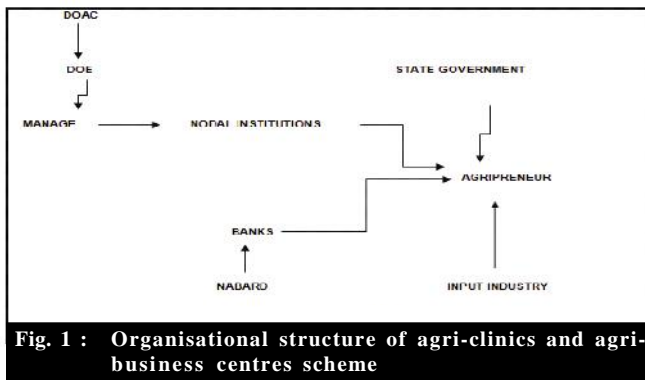 DOAC
DOE
STATE GOVERNMENT
MANAGE
NODAL INSTITUTIONS
AGRIPRENEUR
BANKS
NABARD
INPUT INDUSTRY
Fig. 1 : Organisational structure of agri-clinics and agri-
business centres scheme